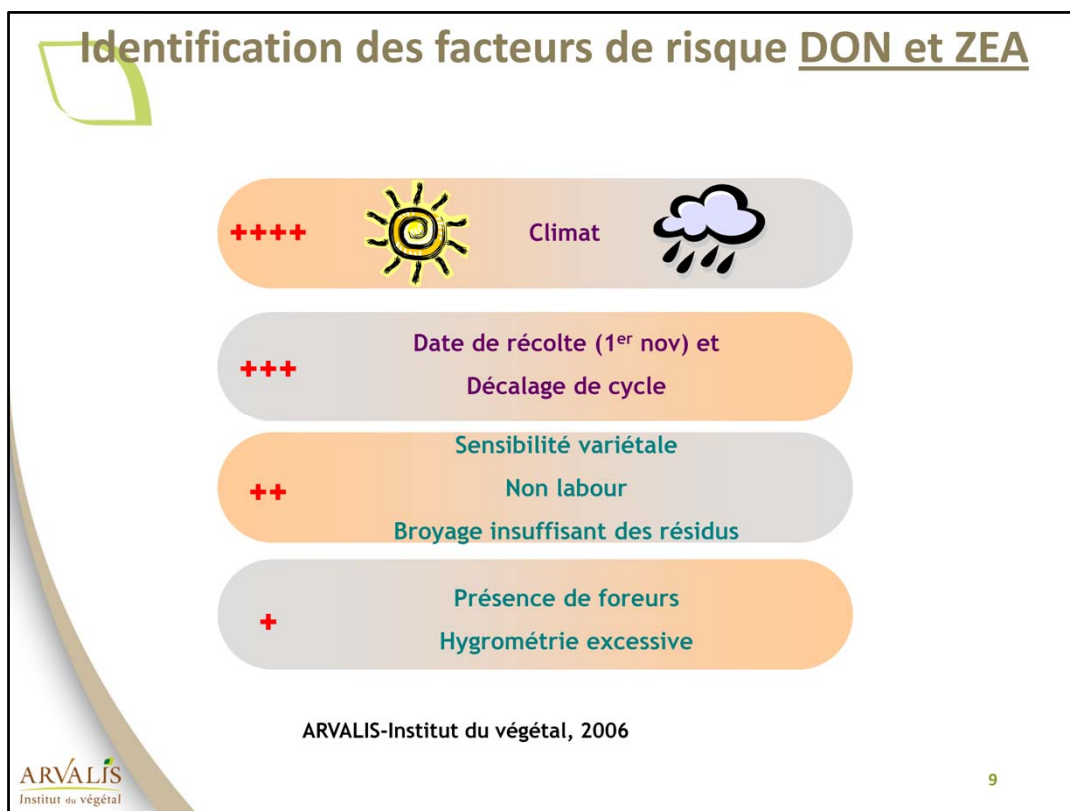 Identification des facteurs de risque DON et ZEA
++++
Climat
+++
Date de récolte (1er nov) et
Décalage de cycle
++
Sensibilité variétale
Non labour
Broyage insuffisant des résidus
+
Présence de foreurs
Hygrométrie excessive
ARVALIS-Institut du végétal, 2006
ARVALIS
Institut du végétal
9